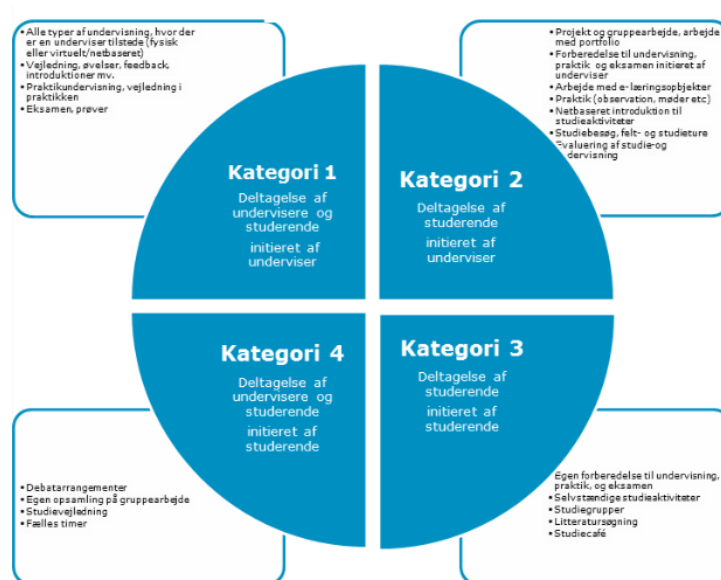 •Alle typer af undervisning, hvor der
er en underviser tilstede (fysisk
eller virtuelt/netbaseret)
•Vejledning, øvelser, feedback,
introduktioner mv.
•Praktikundervisning, vejledning i
praktikken
•Eksamen, prøver
•Projekt og gruppearbejde, arbejde
med portfolio
•Forberedelse til undervisning,
praktik og eksamen initieret af
underviser
•Arbejde med e-læringsobjekter
•Praktik (observation, møder etc)
•Netbaseret introduktion til
studieaktiviteter
•Studiebesøg, felt- og studieture
Evaluering af studie-og
undervisning
Kategori 1
Deltagelse af
undervisere og
studerende
initieret af
underviser
Kategori 2
Deltagelse af
studerende
initieret af
underviser
Kategori 4
Deltagelse af
undervisere og
studerende
initieret af
studerende
Kategori 3
Deltagelse af
studerende
initieret af
studerende
•Debatarrangementer
•Egen opsamling på gruppearbejde
•Studievejledning
•Fælles timer
Egen forberedelse til undervisning,
praktik, og eksamen
•Selvstændige studieaktiviteter
•Studiegrupper
•Litteratursøgning
•Studiecafé